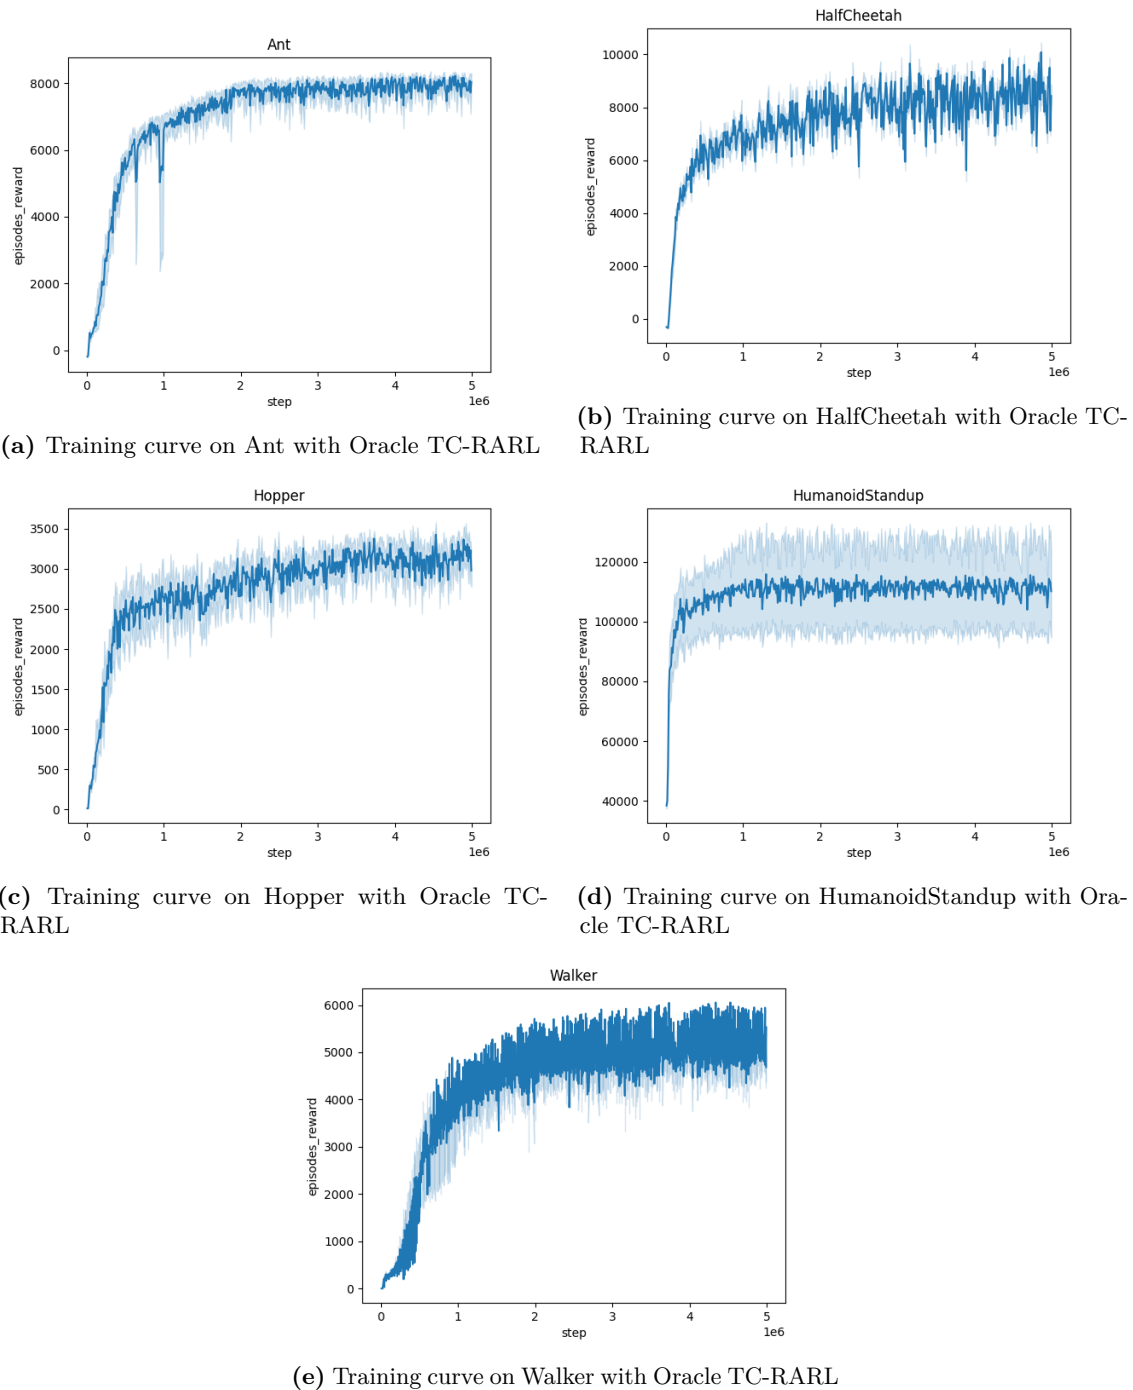 Ant
8000
6000
4000
2000
0
episodes_reward
0 1 2 3 4 5
1e6
step
(a) Training curve on Ant with Oracle TC-RARL
HalfCheetah
10000
8000
6000
4000
2000
0
episodes_reward
0 1 2 3 4 5
1e6
step
(b) Training curve on HalfCheetah with Oracle TC-
RARL
Hopper
3500
3000
2500
2000
1500
1000
500
0
episodes_reward
0 1 2 3 4 5
1e6
step
(c) Training curve on Hopper with Oracle TC-
RARL
HumanoidStandup
120000
100000
80000
60000
40000
episodes_reward
0 1 2 3 4 5
1e6
step
(d) Training curve on HumanoidStandup with Ora-
cle TC-RARL
Walker
6000
5000
4000
3000
2000
1000
0
episodes_reward
0 1 2 3 4 5
1e6
step
(e) Training curve on Walker with Oracle TC-RARL